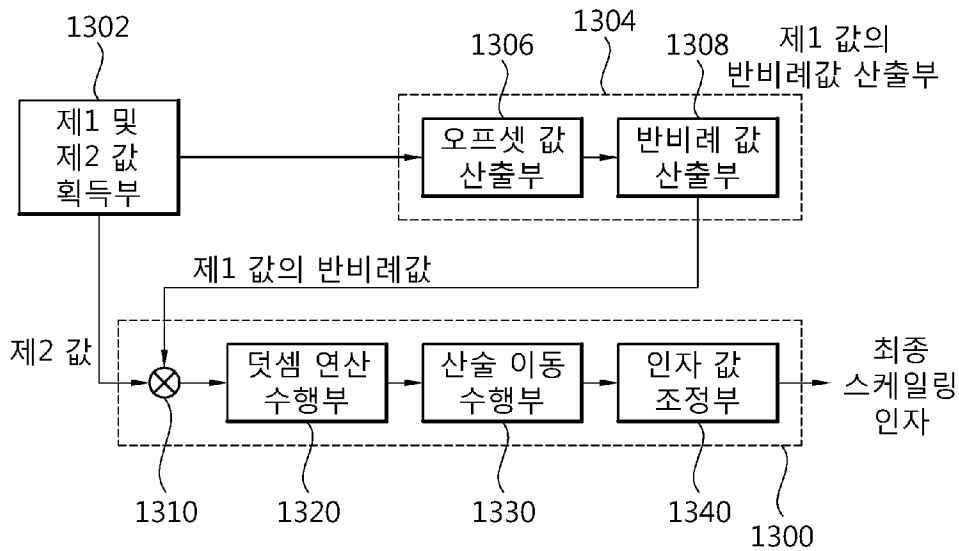 1302
1304
1306
1308
제1 값의
반비례값 산출부
제1 및
제2 값
획득부
오프셋 값
산출부
반비례 값
산출부
제1 값의 반비례값
제2 값
덧셈 연산
수행부
산술 이동
수행부
인자 값
조정부
최종
스케일링
인자
1310
1320
1330
1340
1300